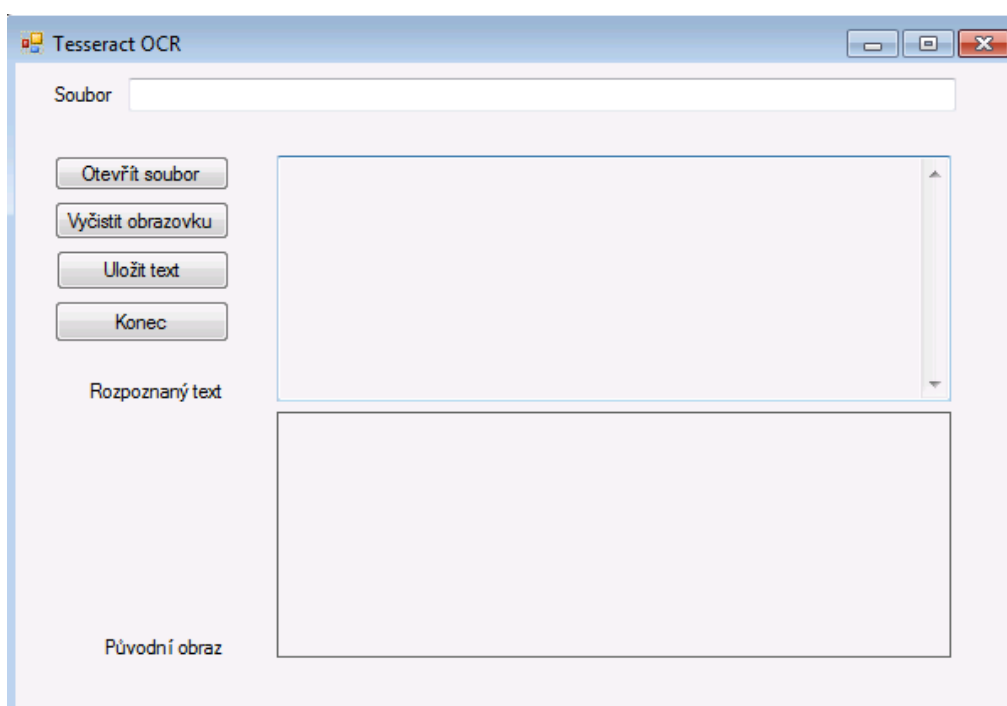 Tesseract OCR
Soubor
Otevřít soubor
Vyčistit obrazovku
Uložit text
Konec
Rozpoznaný text
Původní obraz